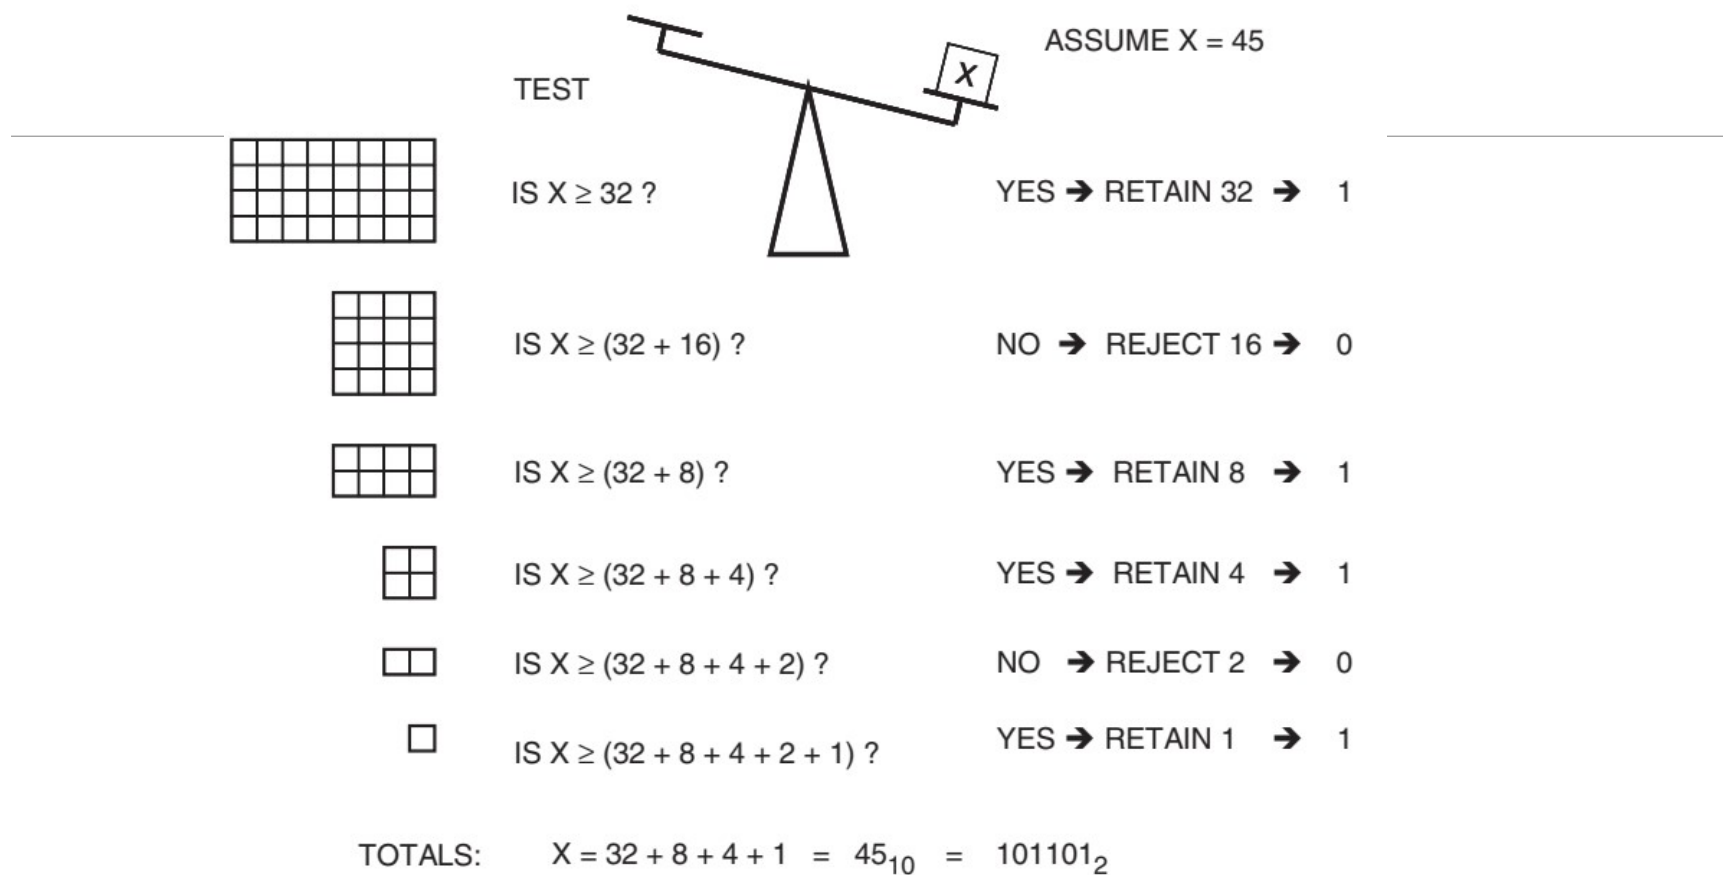 ASSUME X = 45
X
TEST
IS X ≥ 32 ? YES ➔ RETAIN 32 ➔ 1
IS X ≥ (32 + 16) ? NO ➔ REJECT 16 ➔ 0
IS X ≥ (32 + 8) ? YES ➔ RETAIN 8 ➔ 1
IS X ≥ (32 + 8 + 4) ? YES ➔ RETAIN 4 ➔ 1
IS X ≥ (32 + 8 + 4 + 2) ? NO ➔ REJECT 2 ➔ 0
IS X ≥ (32 + 8 + 4 + 2 + 1) ? YES ➔ RETAIN 1 ➔ 1
TOTALS: X = 32 + 8 + 4 + 1 = 45₁₀ = 101101₂